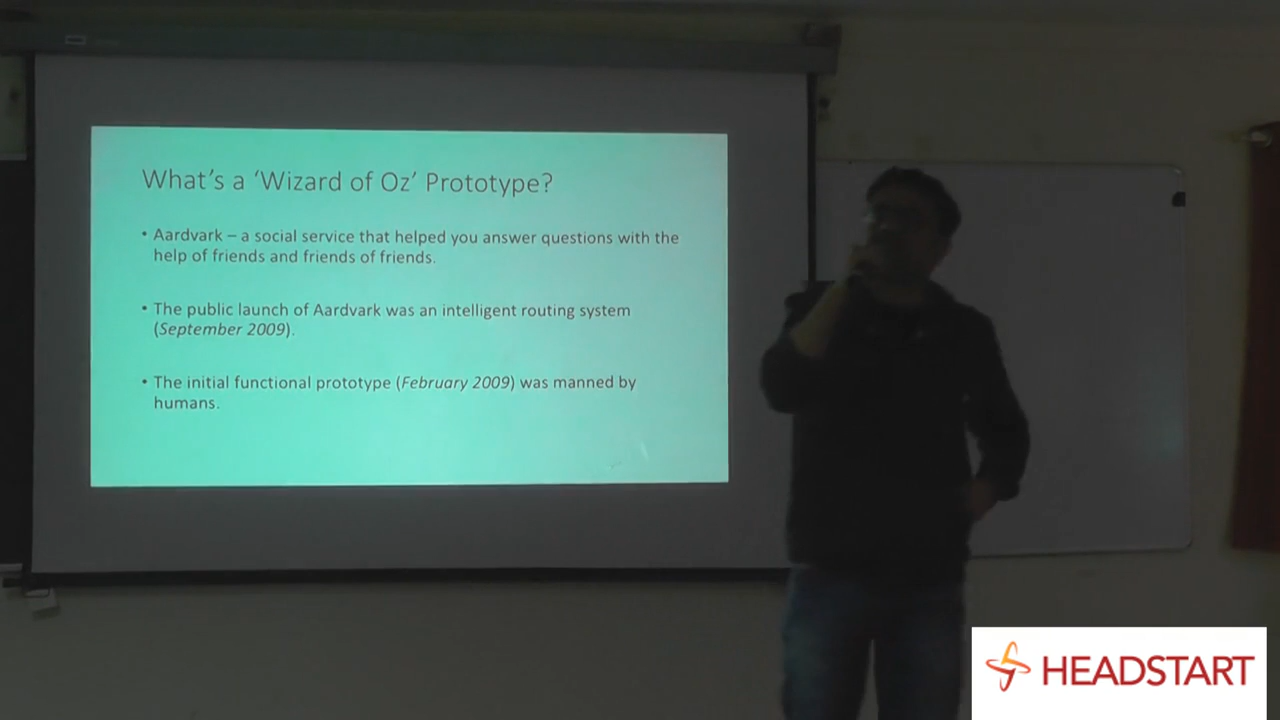 What's a 'Wizard of Oz' Prototype?
• Aardvark – a social service that helped you answer questions with the
help of friends and friends of friends.
• The public launch of Aardvark was an intelligent routing system
(September 2009).
• The initial functional prototype (February 2009) was manned by
humans.
HEADSTART